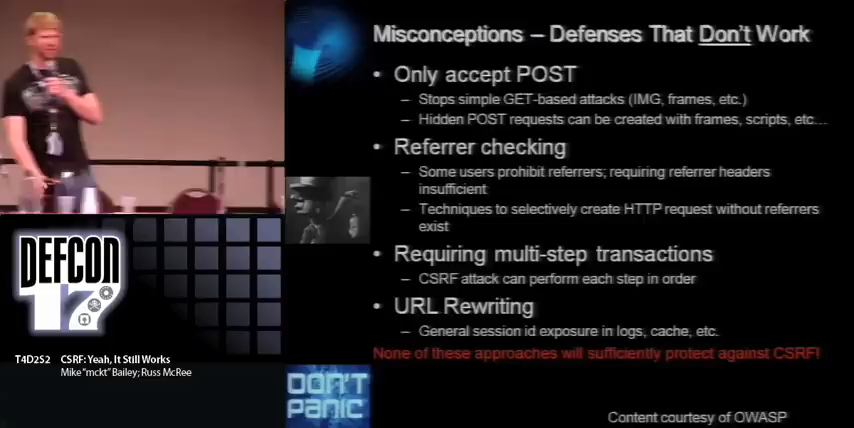 Misconceptions – Defenses That Don't Work
• Only accept POST
– Stops simple GET-based attacks (IMG, frames, etc.)
– Hidden POST requests can be created with frames, scripts, etc...
• Referrer checking
– Some users prohibit referrers; requiring referrer headers
insufficient
– Techniques to selectively create HTTP request without referrers
exist
• Requiring multi-step transactions
– CSRF attack can perform each step in order
• URL Rewriting
– General session id exposure in logs, cache, etc.
None of these approaches will sufficiently protect against CSRF!
Content courtesy of OWASP
DON'T
PANIC
DEFCON
17
T4D2S2 CSRF: Yeah, It Still Works
Mike "mckt" Bailey; Russ McRee